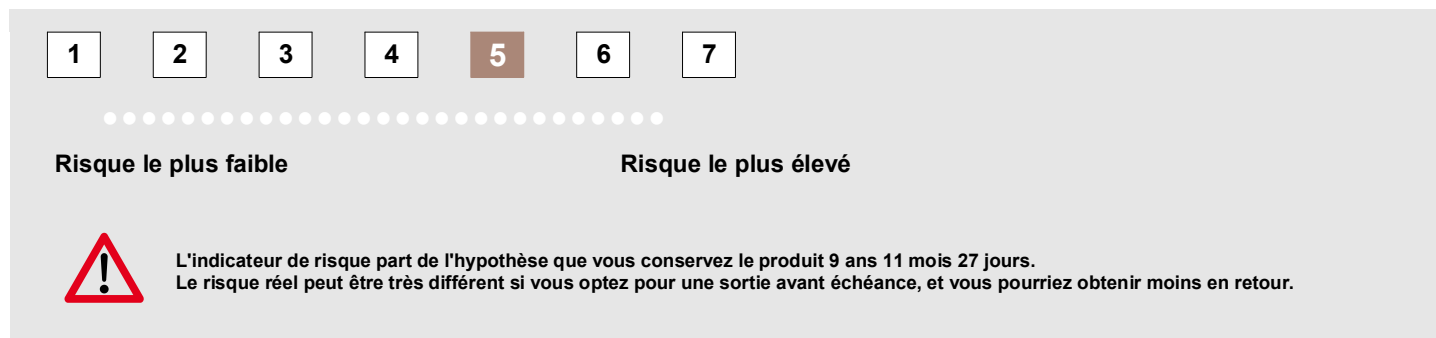 1 2 3 4 5 6 7
Risque le plus faible Risque le plus élevé
L'indicateur de risque part de l'hypothèse que vous conservez le produit 9 ans 11 mois 27 jours.
Le risque réel peut être très différent si vous optez pour une sortie avant échéance, et vous pourriez obtenir moins en retour.